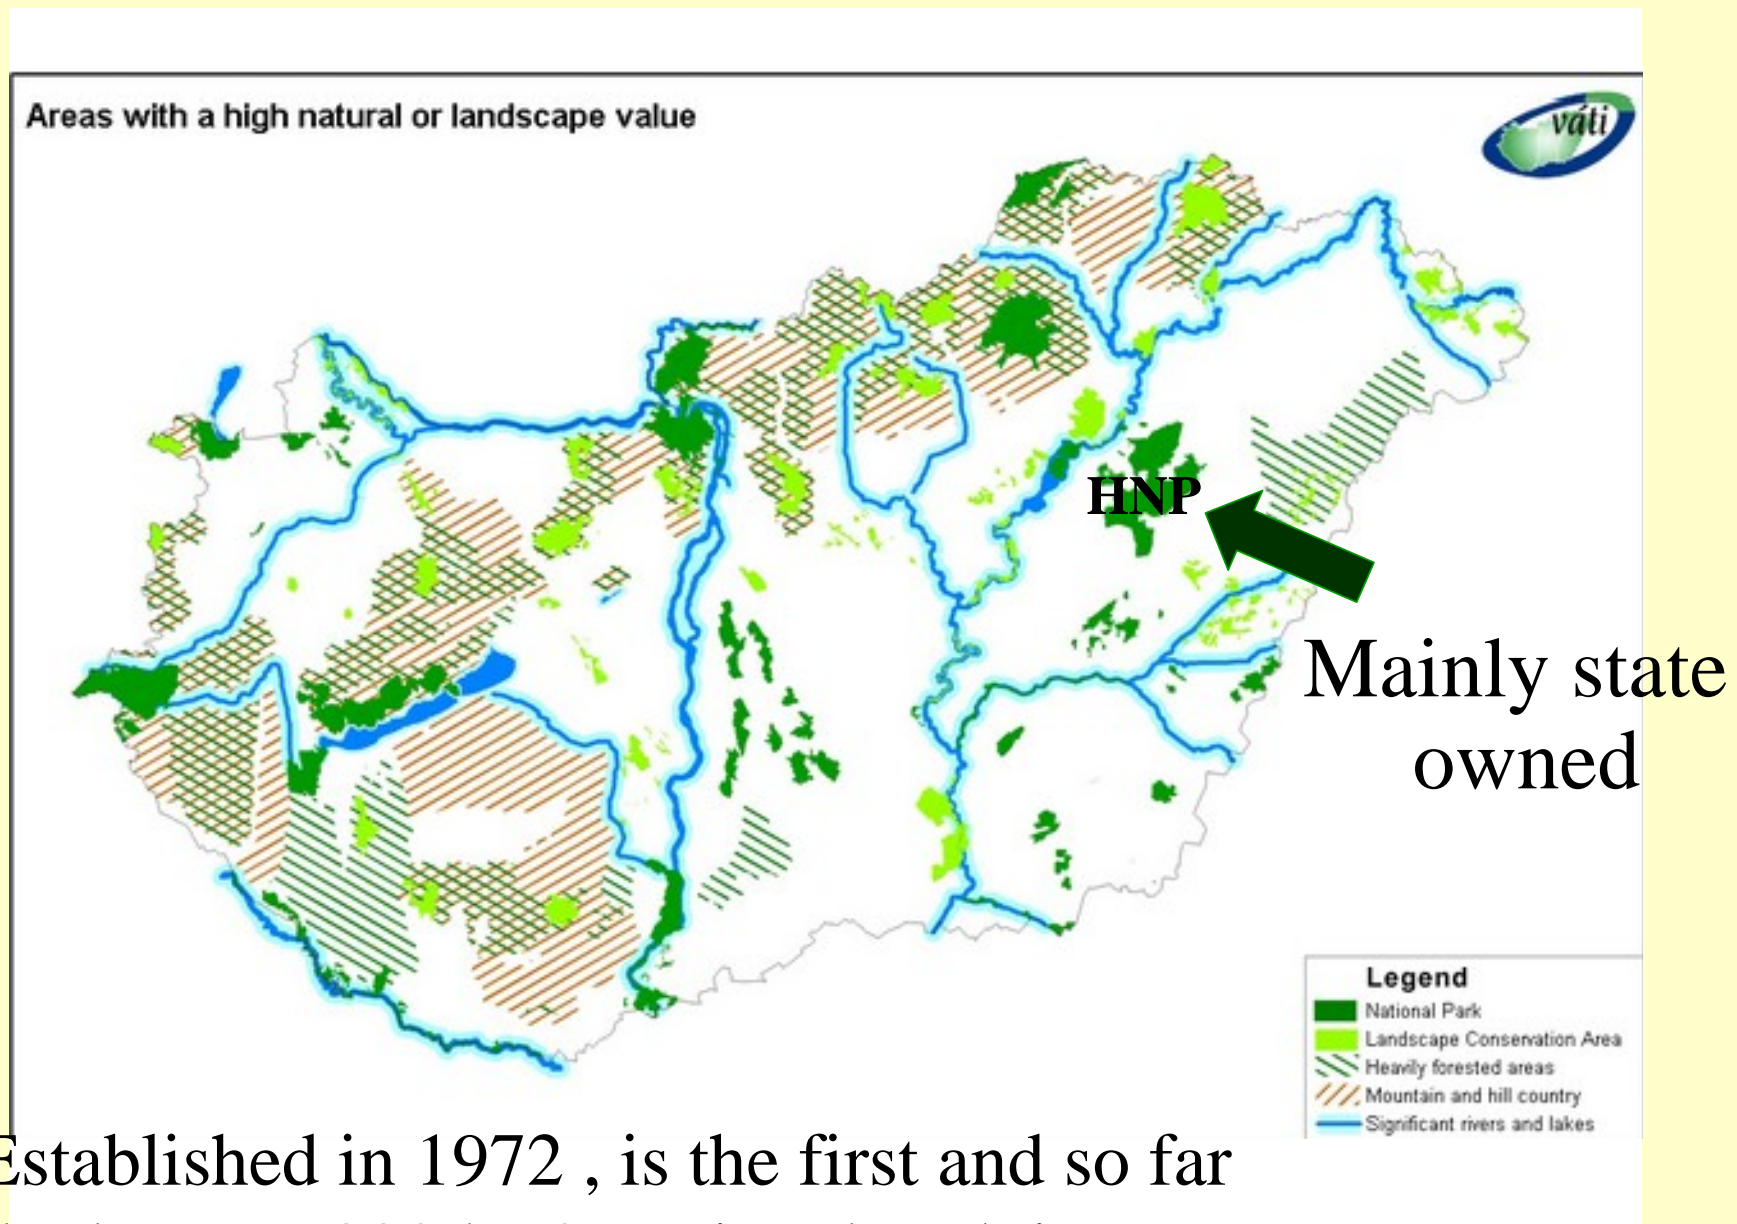 Areas with a high natural or landscape value
váti
HNP
Mainly state
owned
Legend
National Park
Landscape Conservation Area
Heavily forested areas
Mountain and hill country
Significant rivers and lakes
Established in 1972 , is the first and so far